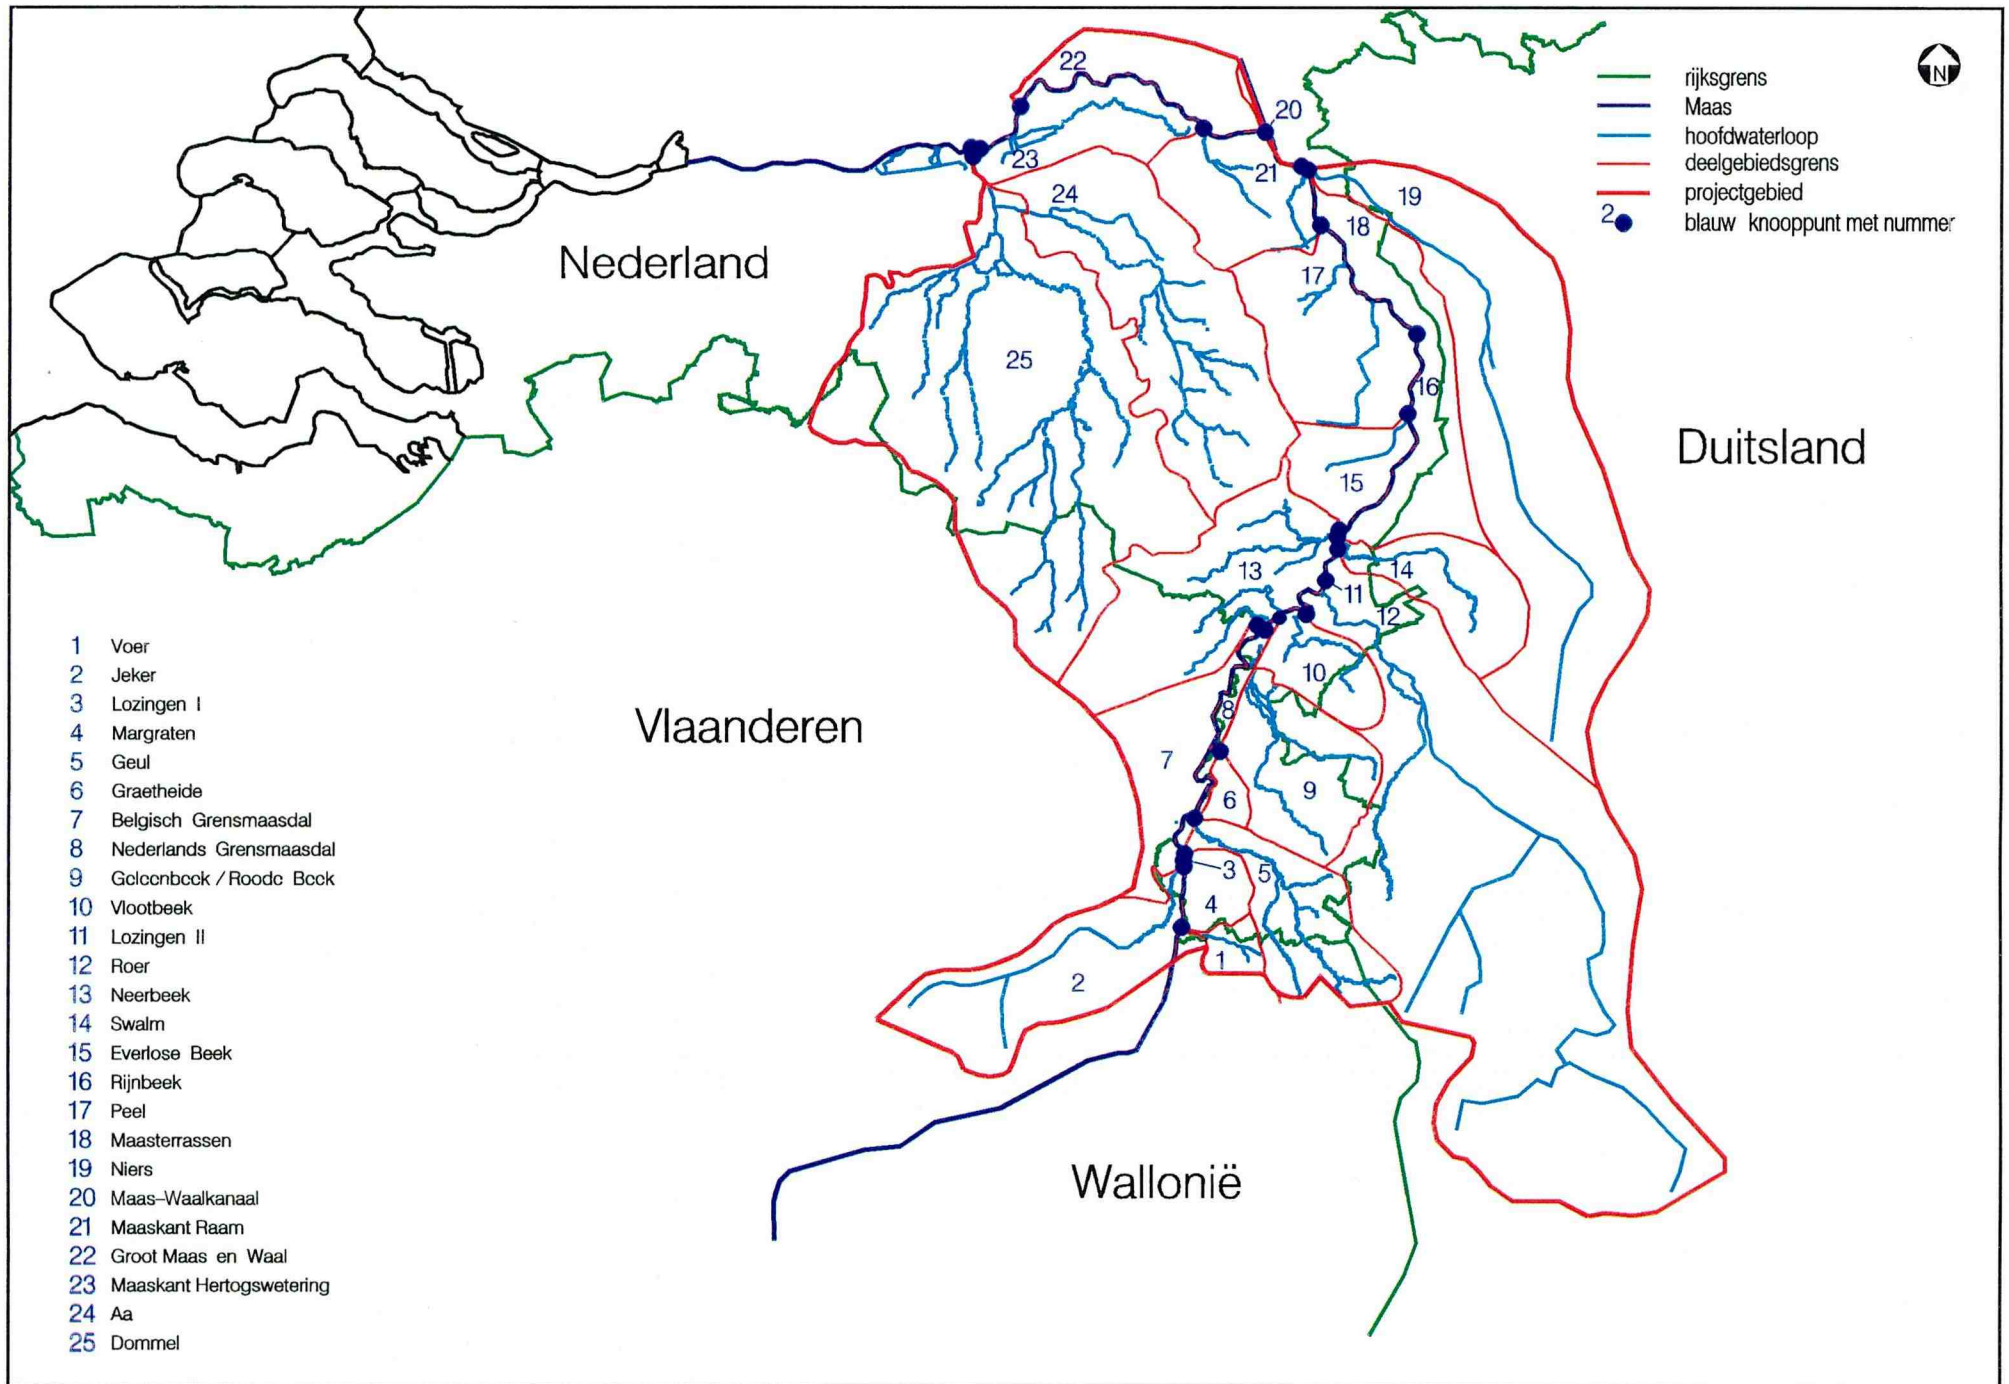 22
N
rijksgrens
20
Maas
hoofdwaterloop
23
21
deelgebiedsgrens
24
19
projectgebied
18
2 blauw knooppunt met nummer
Nederland
17
25
16
Duitsland
15
13
14
11
12
10
8
Vlaanderen
7
9
6
3
5
4
1
2
Wallonië
1 Voer
2 Jeker
3 Lozingen I
4 Margraten
5 Geul
6 Graetheide
7 Belgisch Grensmaasdal
8 Nederlands Grensmaasdal
9 Geleenbeek / Roode Beek
10 Vlootbeek
11 Lozingen II
12 Roer
13 Neerbeek
14 Swalm
15 Everlose Beek
16 Rijnbeek
17 Peel
18 Maasterrassen
19 Niers
20 Maas-Waalkanaal
21 Maaskant Raam
22 Groot Maas en Waal
23 Maaskant Hertogswetering
24 Aa
25 Dommel